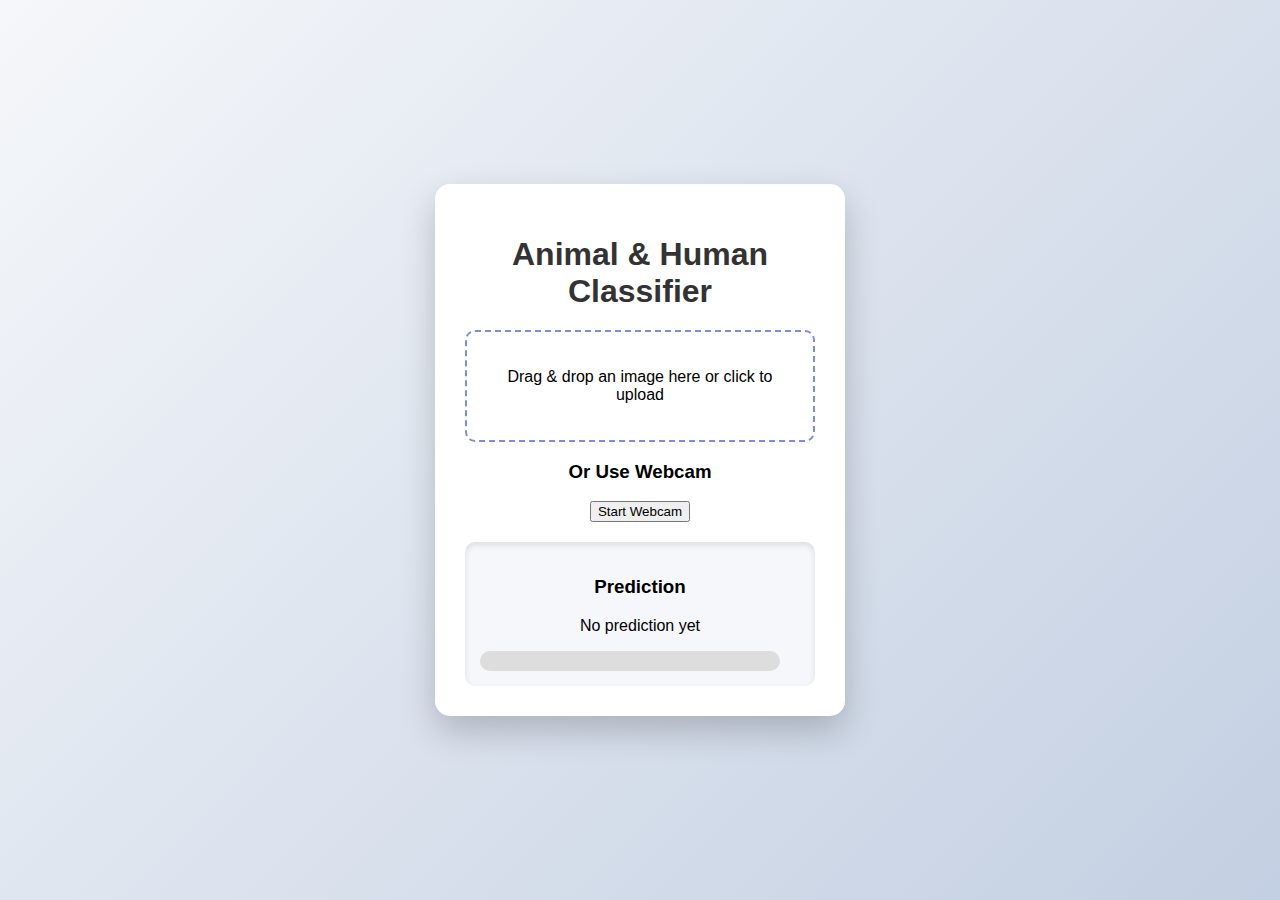 Animal & Human
Classifier
Drag & drop an image here or click to
upload
Or Use Webcam
Start Webcam
Prediction
No prediction yet